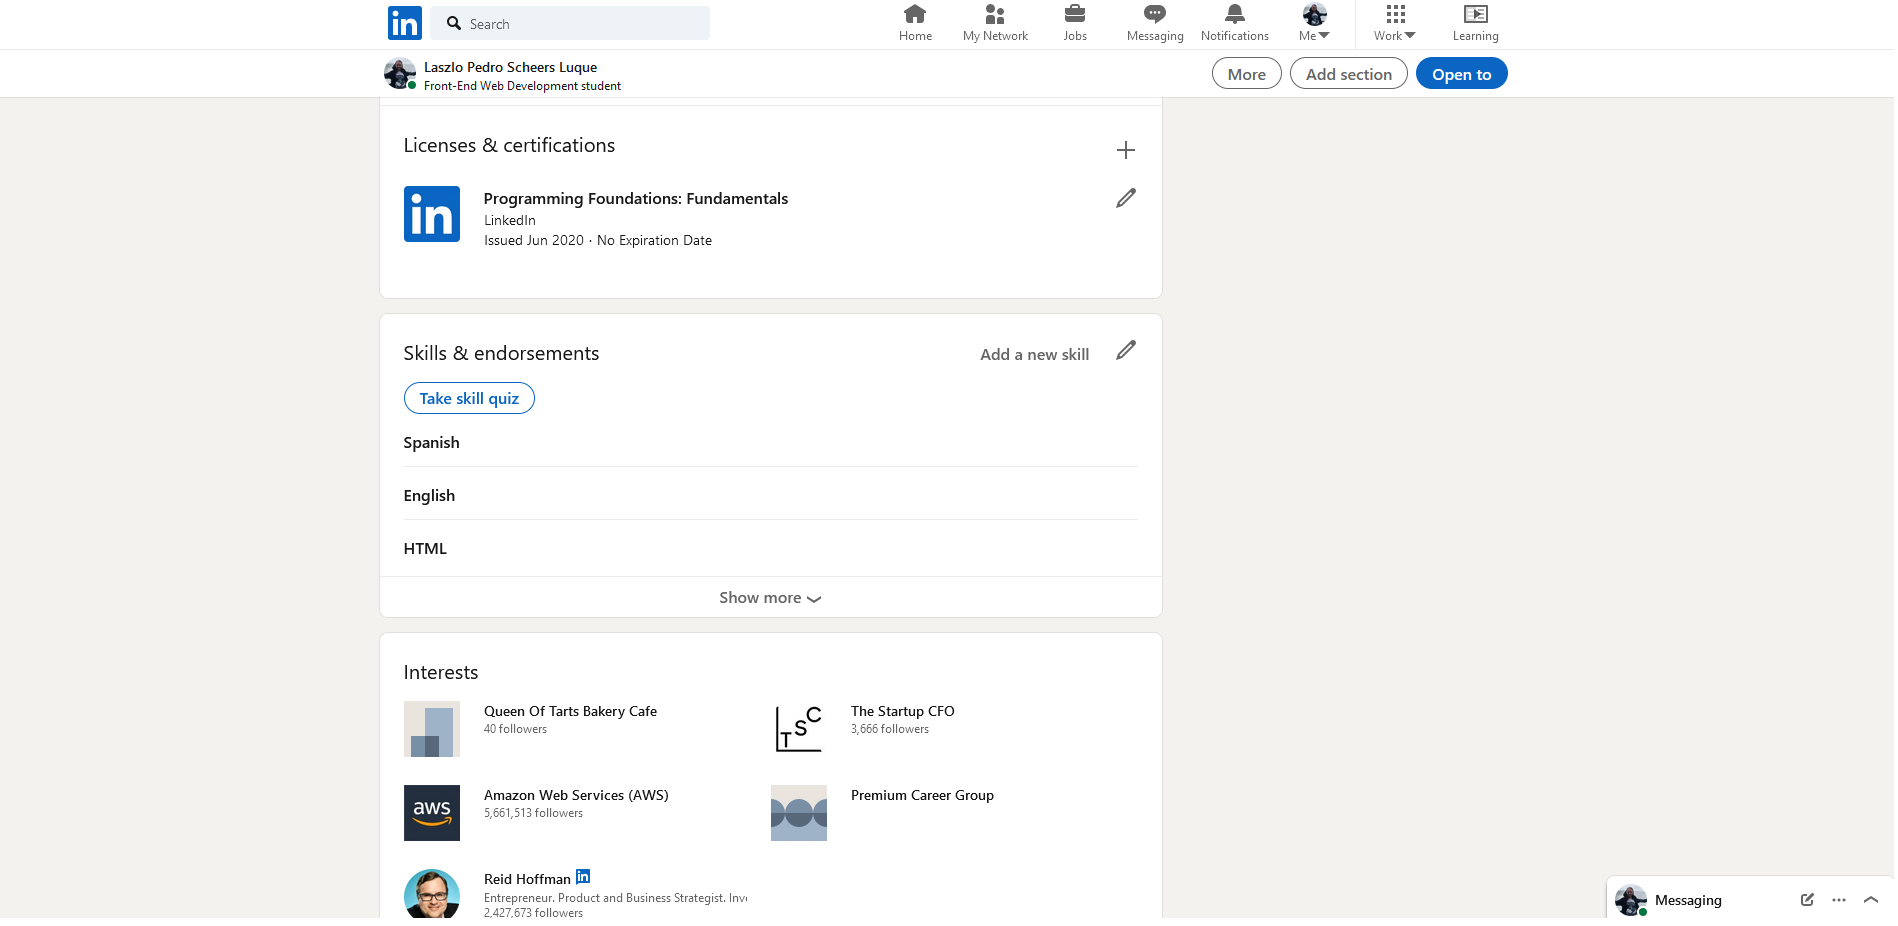 in
Search
Home
My Network
Jobs
Messaging
Notifications
Me
Work
Learning
Laszlo Pedro Scheers Luque
Front-End Web Development student
More
Add section
Open to
Licenses & certifications
in
Programming Foundations: Fundamentals
LinkedIn
Issued Jun 2020 · No Expiration Date
Skills & endorsements
Add a new skill
Take skill quiz
Spanish
English
HTML
Show more
Interests
Queen Of Tarts Bakery Cafe
40 followers
TSC
The Startup CFO
3,666 followers
aws
Amazon Web Services (AWS)
5,661,513 followers
Premium Career Group
Reid Hoffman in
Entrepreneur. Product and Business Strategist.
2,427,673 followers
Messaging